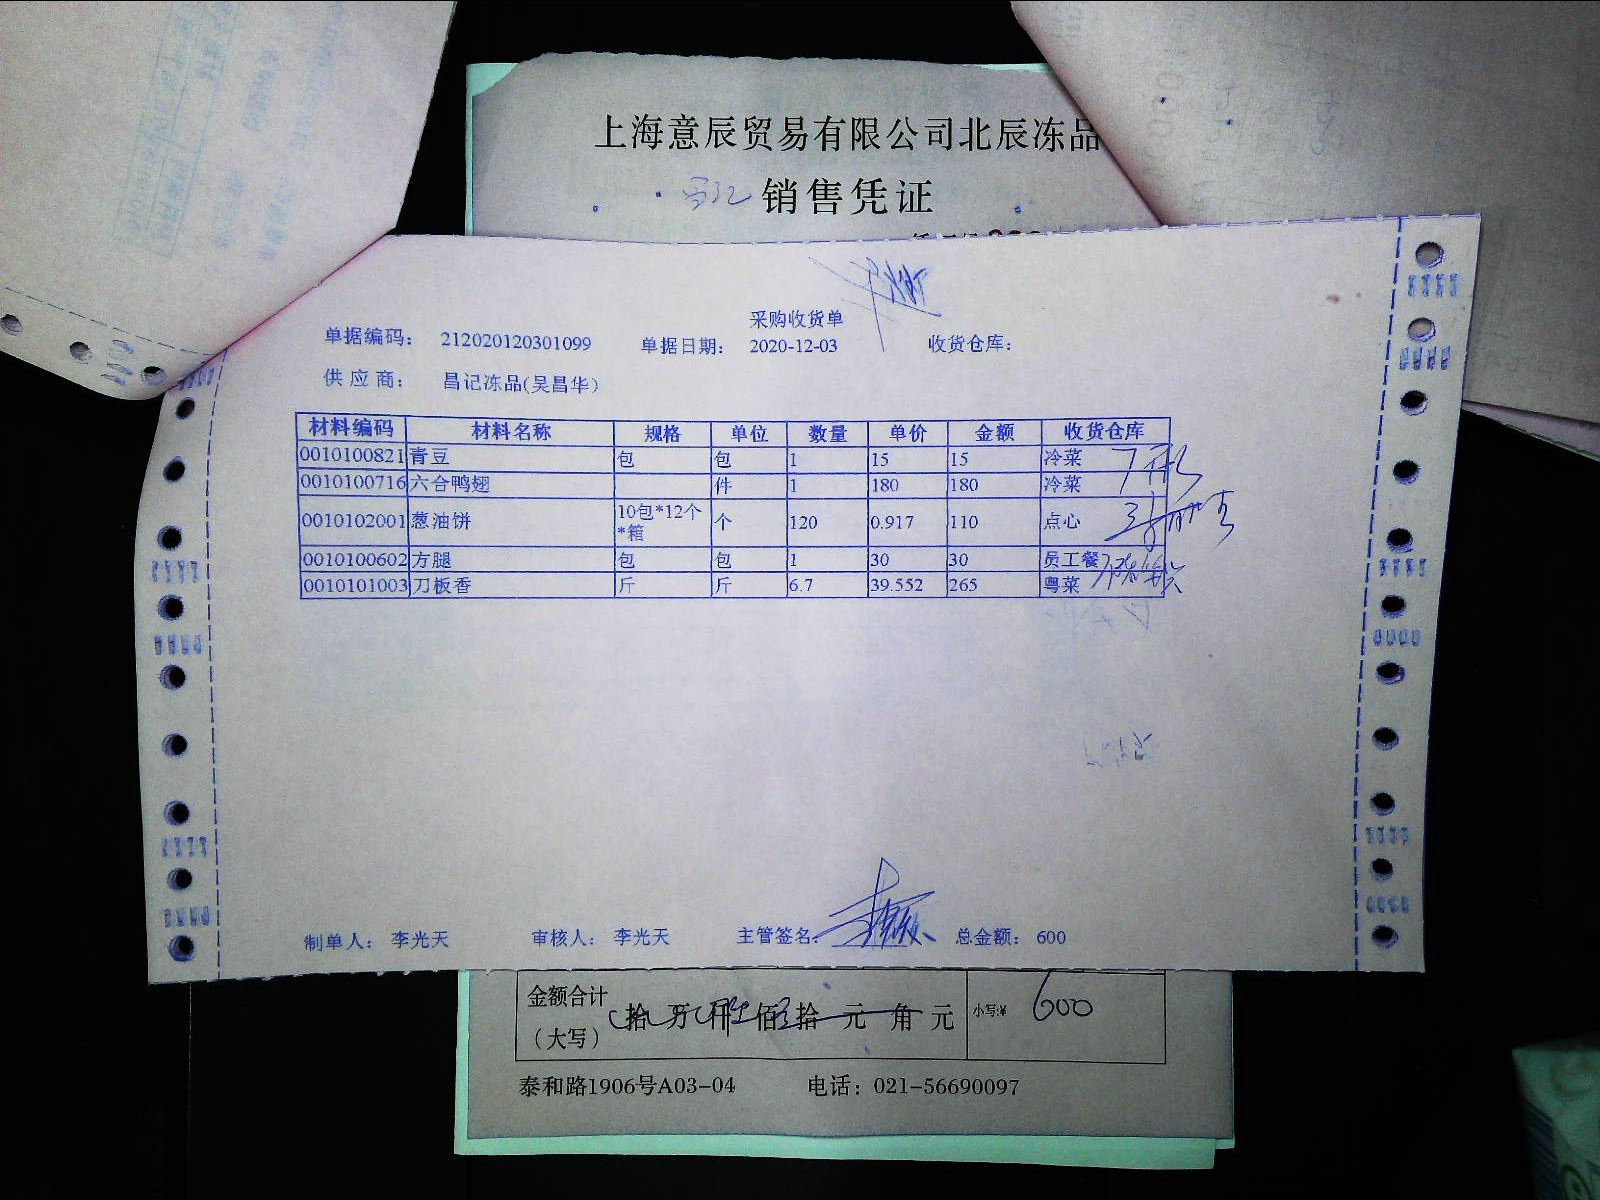 上海意辰贸易有限公司北辰冻品
销售凭证
采购收货单
单据编码： 212020120301099 单据日期： 2020-12-03 收货仓库：
供应商： 昌记冻品(吴昌华)
材料编码 材料名称 规格 单位 数量 单价 金额 收货仓库
0010100821 青豆 包 包 1 15 15 冷菜
0010100716 六合鸭翅 件 1 180 180 冷菜
0010102001 葱油饼 10包*12个*箱 个 120 0.917 110 点心
0010100602 方腿 包 包 1 30 30 员工餐
0010101003 刀板香 斤 斤 6.7 39.552 265 粤菜
制单人： 李光天 审核人： 李光天 主管签名： 总金额： 600
金额合计（大写） 拾 万 仟 佰 拾 元 角 元 小写:¥ 600
泰和路1906号A03-04 电话：021-56690097